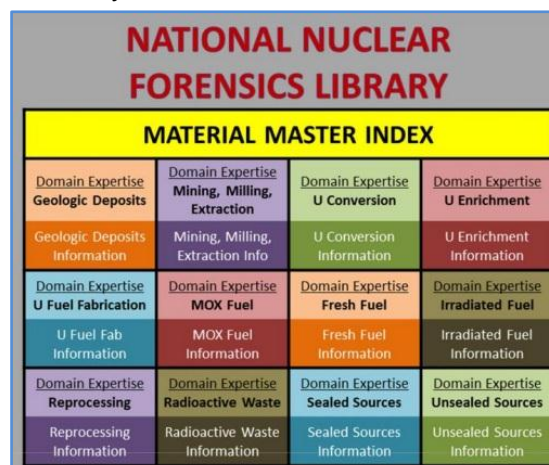 NATIONAL NUCLEAR
FORENSICS LIBRARY
MATERIAL MASTER INDEX
Domain Expertise
Geologic Deposits
Geologic Deposits
Information
Domain Expertise
Mining, Milling,
Extraction
Mining, Milling,
Extraction Info
Domain Expertise
U Conversion
U Conversion
Information
Domain Expertise
U Enrichment
U Enrichment
Information
Domain Expertise
U Fuel Fabrication
U Fuel Fab
Information
Domain Expertise
MOX Fuel
MOX Fuel
Information
Domain Expertise
Fresh Fuel
Fresh Fuel
Information
Domain Expertise
Irradiated Fuel
Irradiated Fuel
Information
Domain Expertise
Reprocessing
Reprocessing
Information
Domain Expertise
Radioactive Waste
Radioactive Waste
Information
Domain Expertise
Sealed Sources
Sealed Sources
Information
Domain Expertise
Unsealed Sources
Unsealed Sources
Information